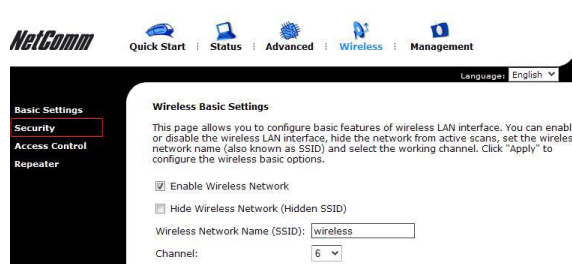 NetComm
Quick Start : Status : Advanced : Wireless : Management
Language: English
Basic Settings
Security
Access Control
Repeater
Wireless Basic Settings
This page allows you to configure basic features of wireless LAN interface. You can enabl
or disable the wireless LAN interface, hide the network from active scans, set the wireles
network name (also known as SSID) and select the working channel. Click "Apply" to
configure the wireless basic options.
Enable Wireless Network
Hide Wireless Network (Hidden SSID)
Wireless Network Name (SSID): wireless
Channel: 6